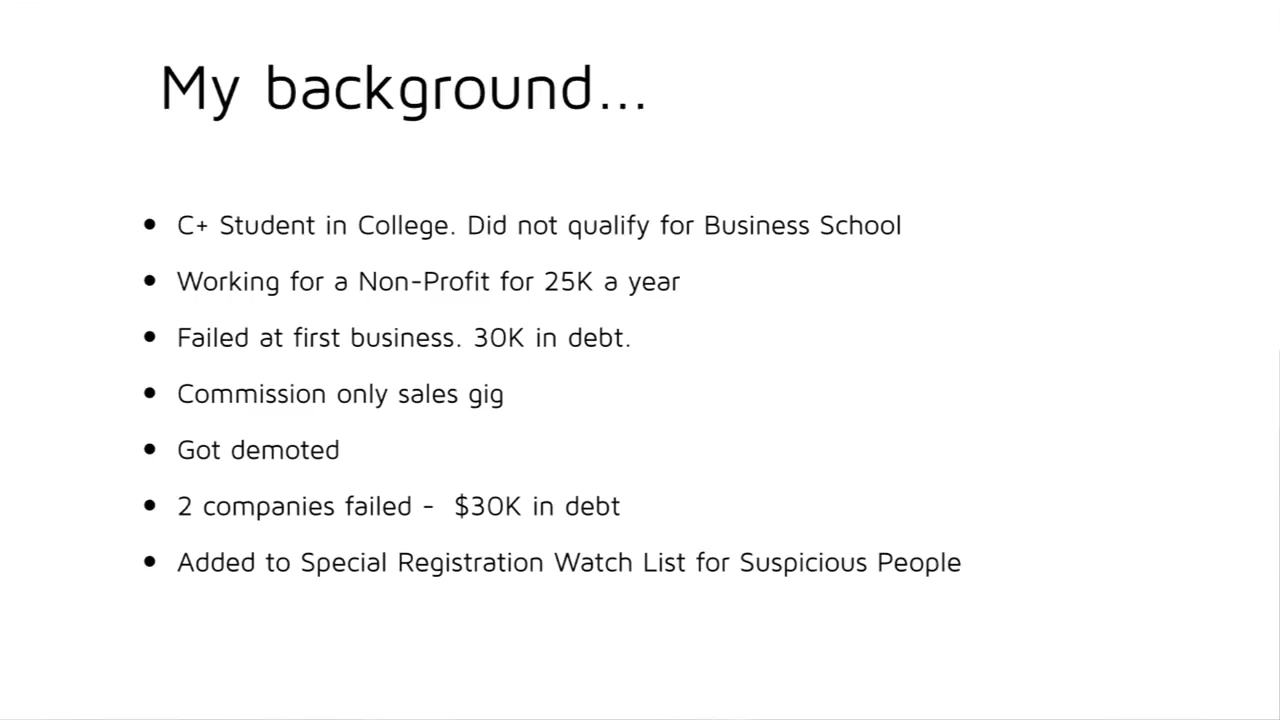 My background...
• C+ Student in College. Did not qualify for Business School
• Working for a Non-Profit for 25K a year
• Failed at first business. 30K in debt.
• Commission only sales gig
• Got demoted
• 2 companies failed -  $30K in debt
• Added to Special Registration Watch List for Suspicious People